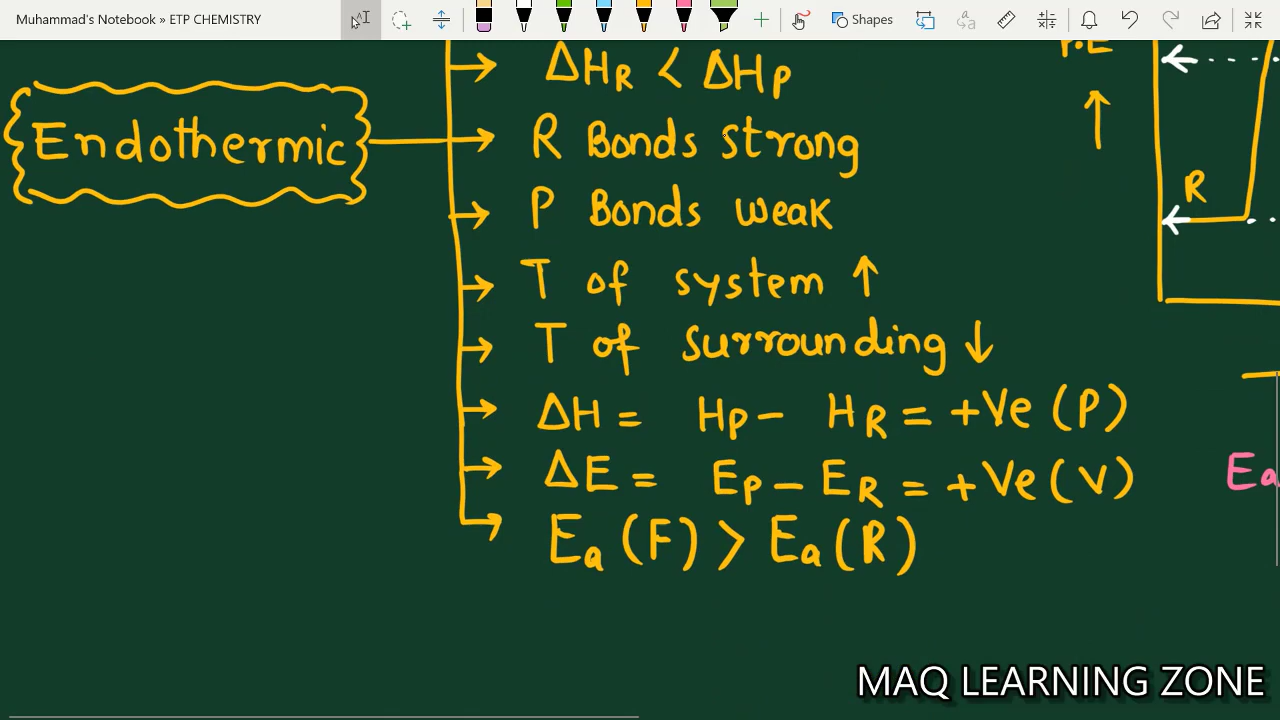 Muhammad's Notebook » ETP CHEMISTRY
Shapes
P.E
ΔHR < ΔHP
Endothermic
R Bonds strong
P Bonds weak
R
T of system ↑
T of surrounding ↓
ΔH = HP – HR = +Ve (P)
ΔE = EP – ER = +Ve (V)
Ea
Ea (F) > Ea (R)
MAQ LEARNING ZONE